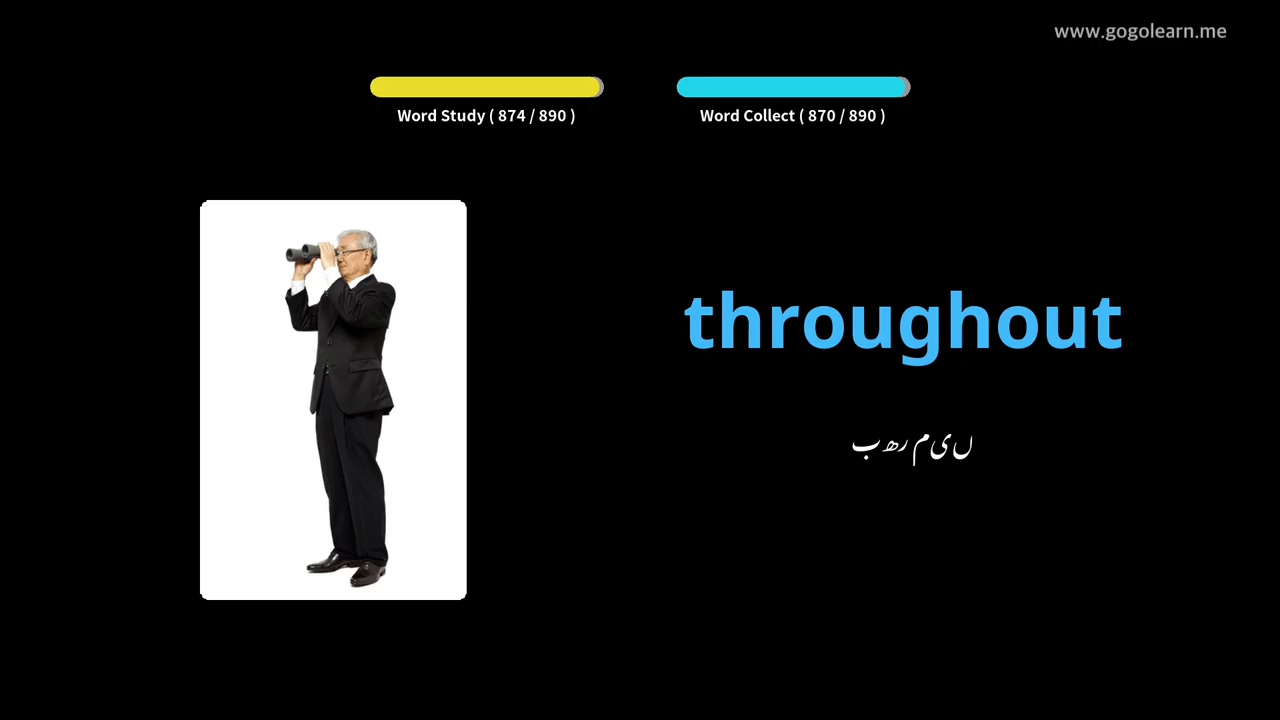 www.gogolearn.me
Word Study ( 874 / 890 )
Word Collect ( 870 / 890 )
throughout
بھر میں